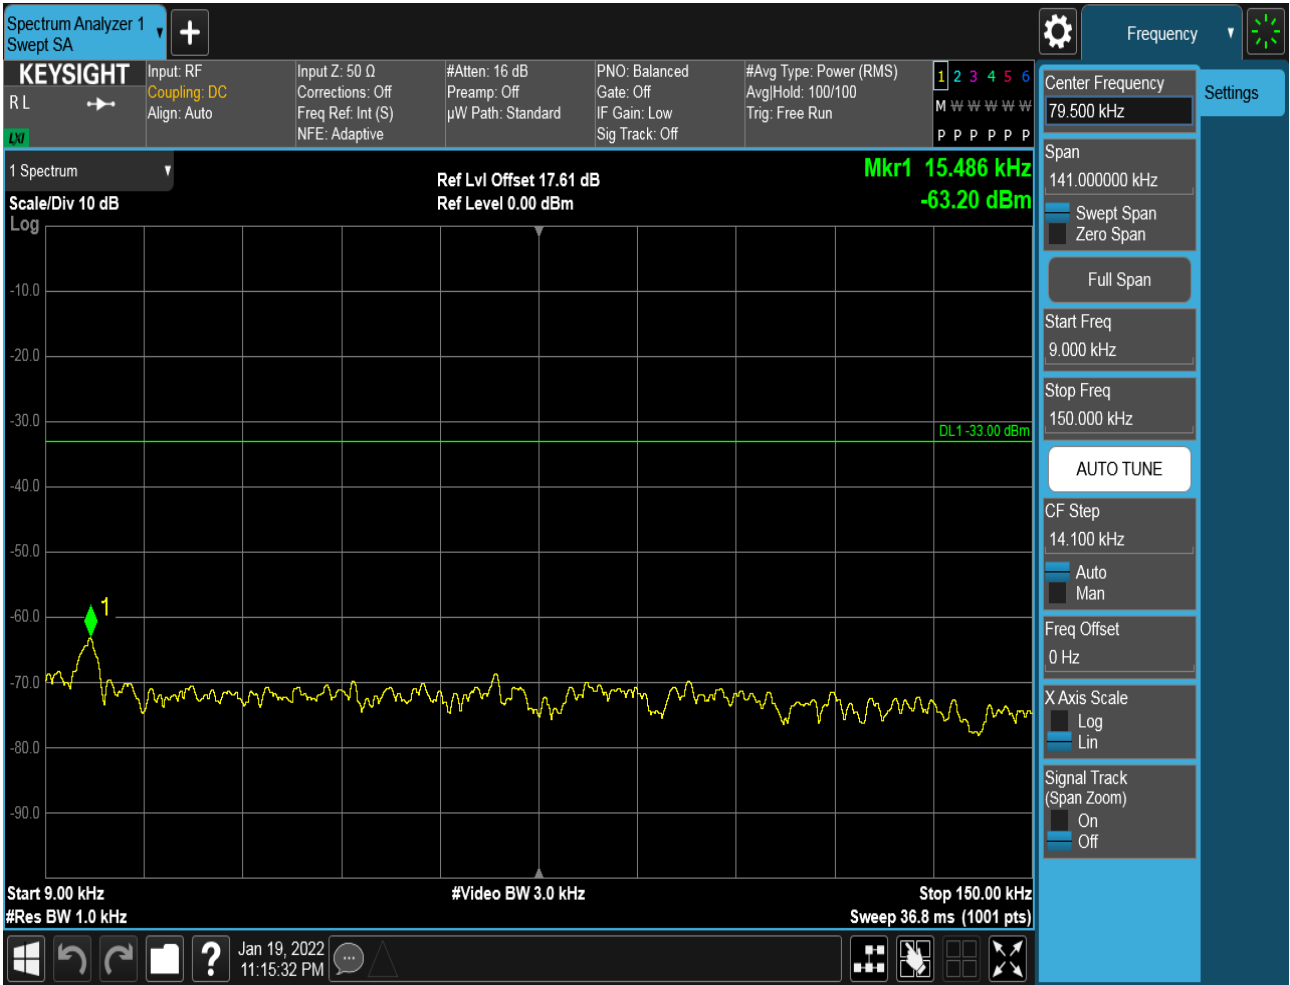 Spectrum Analyzer 1
Swept SA
Frequency
KEYSIGHT
R L
LXI
Input: RF
Coupling: DC
Align: Auto
Input Z: 50 Ω
Corrections: Off
Freq Ref: Int (S)
NFE: Adaptive
#Atten: 16 dB
Preamp: Off
µW Path: Standard
PNO: Balanced
Gate: Off
IF Gain: Low
Sig Track: Off
#Avg Type: Power (RMS)
Avg|Hold: 100/100
Trig: Free Run
1 2 3 4 5 6
M W W W W W
P P P P P P
1 Spectrum
Scale/Div 10 dB
Log
Ref Lvl Offset 17.61 dB
Ref Level 0.00 dBm
Mkr1 15.486 kHz
-63.20 dBm
-10.0
-20.0
-30.0
DL1 -33.00 dBm
-40.0
-50.0
1
-60.0
-70.0
-80.0
-90.0
Start 9.00 kHz
#Res BW 1.0 kHz
#Video BW 3.0 kHz
Stop 150.00 kHz
Sweep 36.8 ms (1001 pts)
Center Frequency
79.500 kHz
Settings
Span
141.000000 kHz
Swept Span
Zero Span
Full Span
Start Freq
9.000 kHz
Stop Freq
150.000 kHz
AUTO TUNE
CF Step
14.100 kHz
Auto
Man
Freq Offset
0 Hz
X Axis Scale
Log
Lin
Signal Track
(Span Zoom)
On
Off
?
Jan 19, 2022
11:15:32 PM